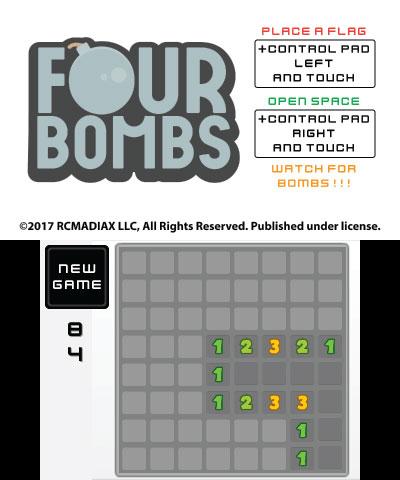 FOUR
BOMBS
PLACE A FLAG
+CONTROL PAD
LEFT
AND TOUCH
OPEN SPACE
+CONTROL PAD
RIGHT
AND TOUCH
WATCH FOR
BOMBS!!!
©2017 RCMADIAX LLC, All Rights Reserved. Published under license.
NEW
GAME
8
4
1 2 3 2 1
1
1 2 3 3
1
1